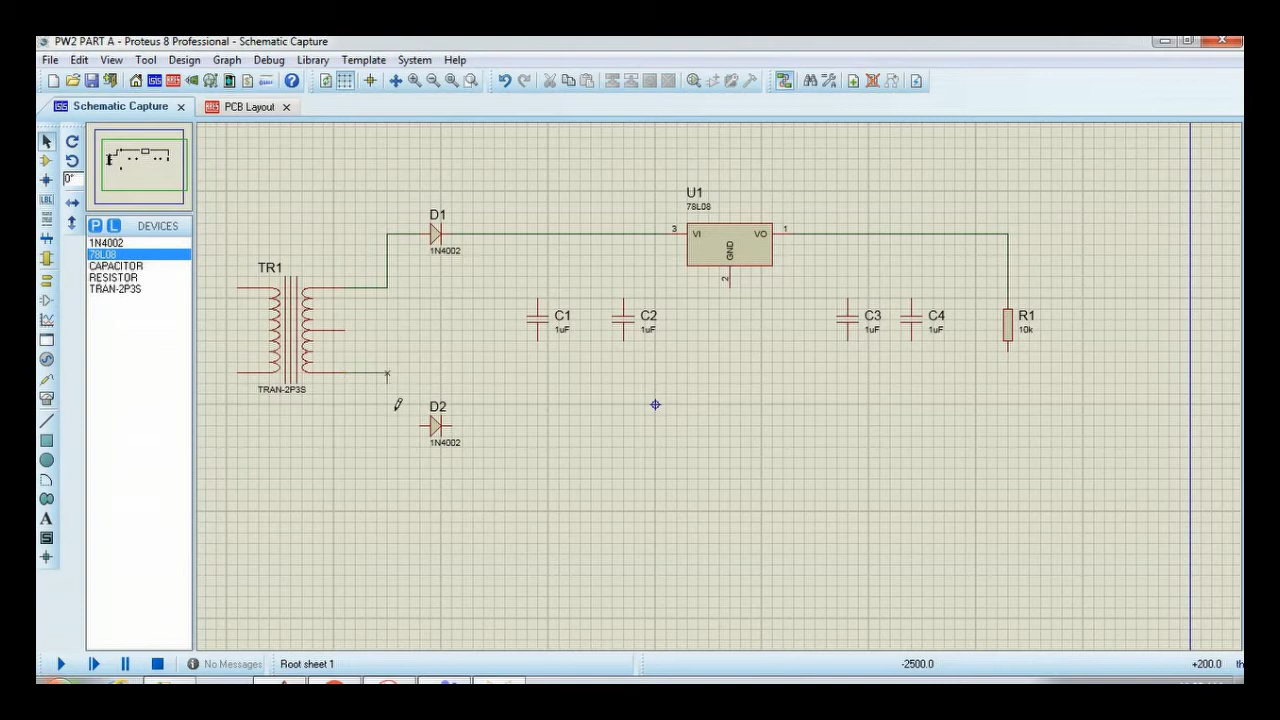 PW2 PART A - Proteus 8 Professional - Schematic Capture
File Edit View Tool Design Graph Debug Library Template System Help
Schematic Capture
PCB Layout
0°
LBL
P L DEVICES
1N4002
78L08
CAPACITOR
RESISTOR
TRAN-2P3S
U1
78L08
D1
1N4002
3 VI VO 1
GND
2
TR1
TRAN-2P3S
C1
1uF
C2
1uF
C3
1uF
C4
1uF
R1
10k
D2
1N4002
A
S
No Messages
Root sheet 1
-2500.0
+200.0
th